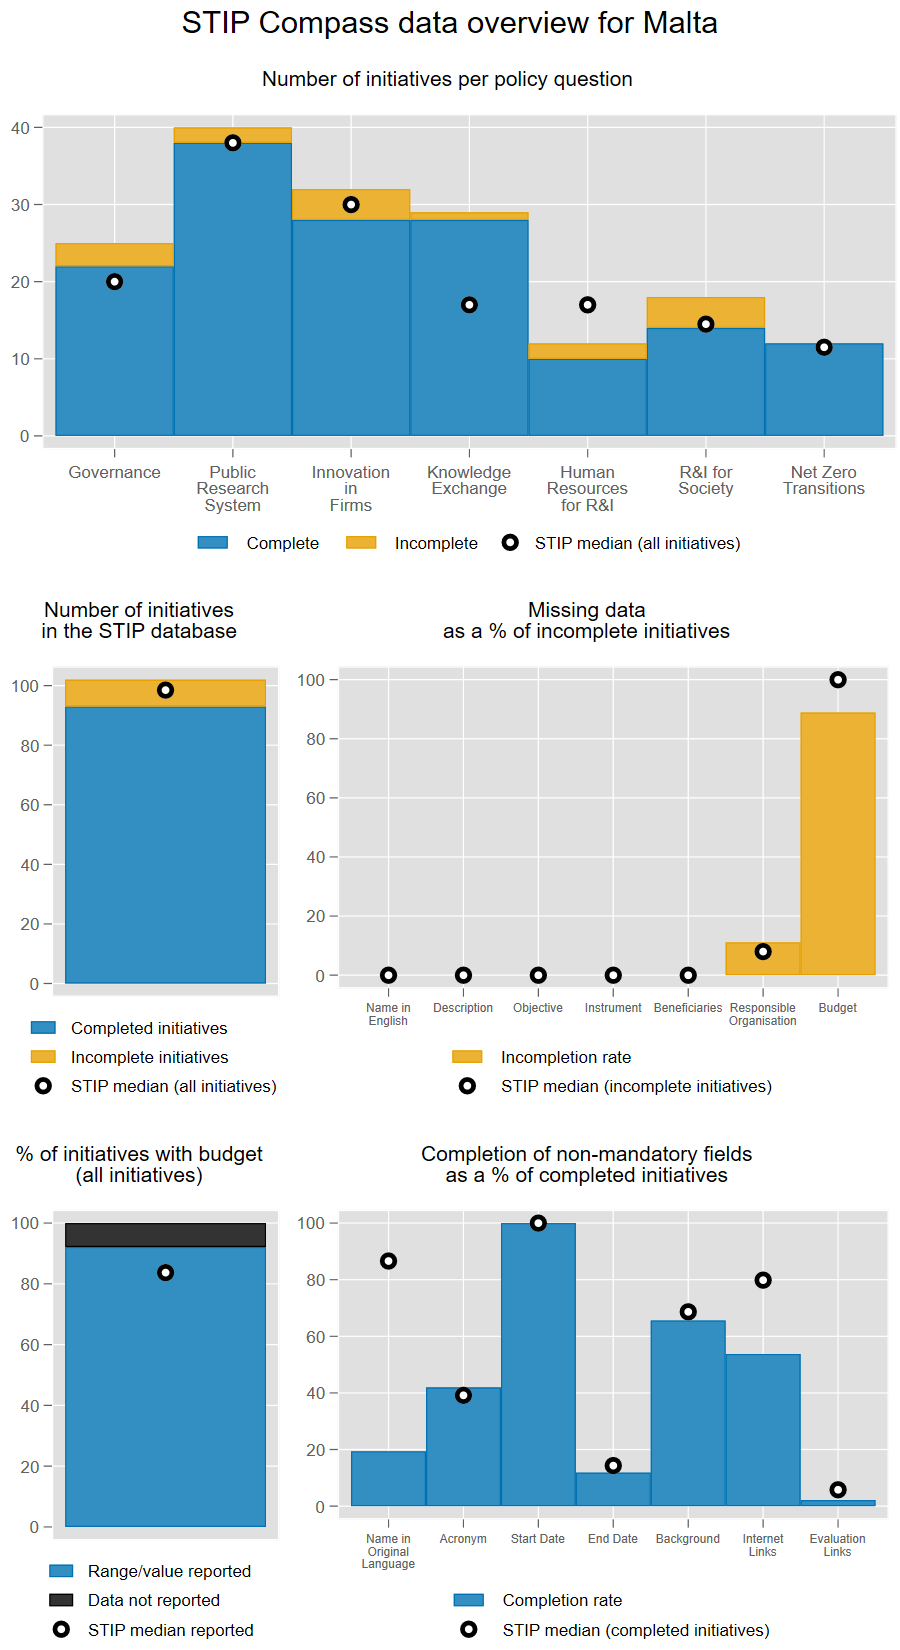 STIP Compass data overview for Malta
Number of initiatives per policy question
40
30
20
10
0
Governance
Public
Research
System
Innovation
in
Firms
Knowledge
Exchange
Human
Resources
for R&I
R&I for
Society
Net Zero
Transitions
Complete
Incomplete
STIP median (all initiatives)
Number of initiatives
in the STIP database
100
80
60
40
20
0
Completed initiatives
Incomplete initiatives
STIP median (all initiatives)
Missing data
as a % of incomplete initiatives
100
80
60
40
20
0
Name in
English
Description
Objective
Instrument
Beneficiaries
Responsible
Organisation
Budget
Incompletion rate
STIP median (incomplete initiatives)
% of initiatives with budget
(all initiatives)
100
80
60
40
20
0
Range/value reported
Data not reported
STIP median reported
Completion of non-mandatory fields
as a % of completed initiatives
100
80
60
40
20
0
Name in
Original
Language
Acronym
Start Date
End Date
Background
Internet
Links
Evaluation
Links
Completion rate
STIP median (completed initiatives)